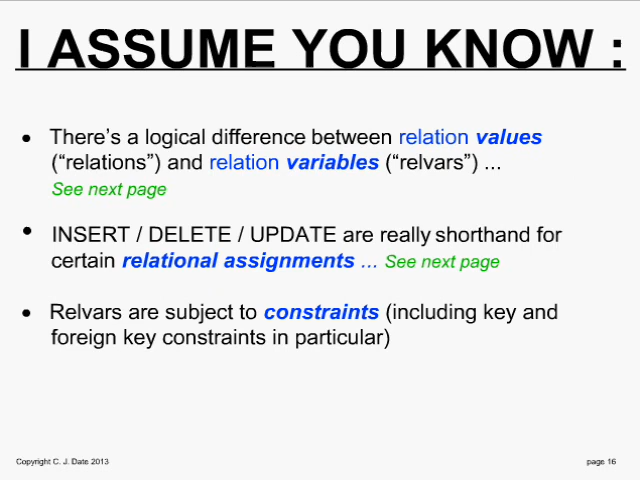 I ASSUME YOU KNOW :
• There’s a logical difference between relation values
(“relations”) and relation variables (“relvars”) ...
See next page
• INSERT / DELETE / UPDATE are really shorthand for
certain relational assignments ... See next page
• Relvars are subject to constraints (including key and
foreign key constraints in particular)
Copyright C. J. Date 2013
page 16